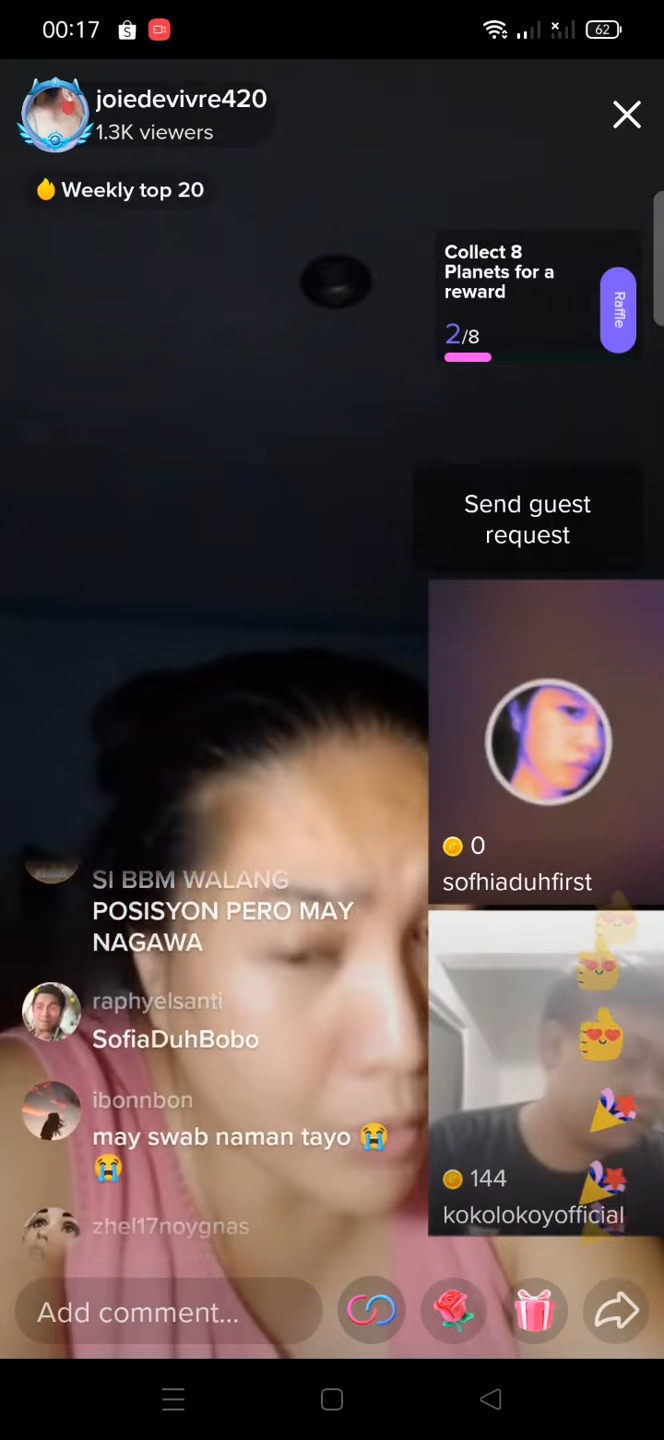 00:17
62
joiedevivre420
1.3K viewers
Weekly top 20
Collect 8
Planets for a
reward
2/8
Raffle
Send guest
request
0
sofhiaduhfirst
SI BBM WALANG
POSISYON PERO MAY
NAGAWA
raphyelsanti
SofiaDuhBobo
ibonnbon
may swab naman tayo 😭
😭
144
kokolokoyofficial
zhel17noygnas
Add comment...